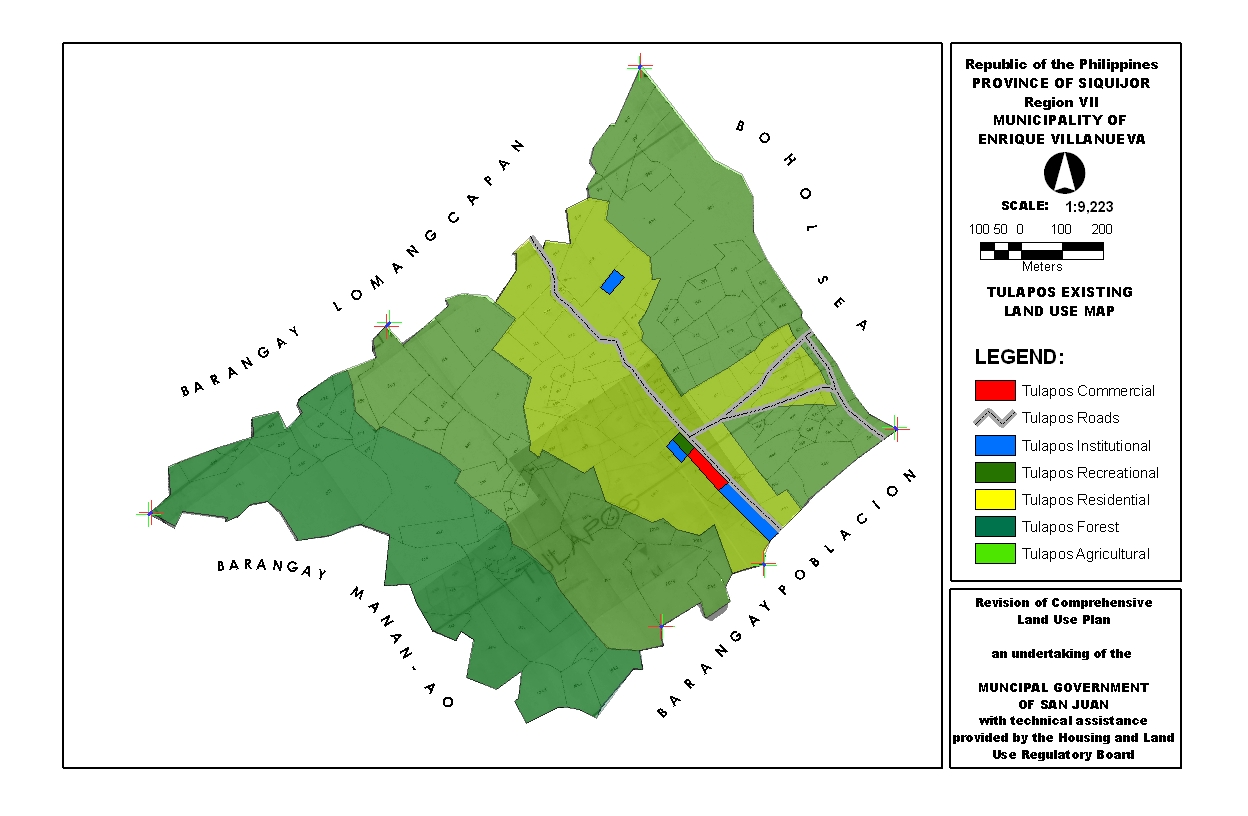 BARANGAY LOMANGCAPAN
BOHOL SEA
BARANGAY MANAN-AO
BARANGAY POBLACION
TULAPOS
Republic of the Philippines
PROVINCE OF SIQUIJOR
Region VII
MUNICIPALITY OF
ENRIQUE VILLANUEVA
SCALE: 1:9,223
100 50 0 100 200
Meters
TULAPOS EXISTING
LAND USE MAP
LEGEND:
Tulapos Commercial
Tulapos Roads
Tulapos Institutional
Tulapos Recreational
Tulapos Residential
Tulapos Forest
Tulapos Agricultural
Revision of Comprehensive
Land Use Plan
an undertaking of the
MUNCIPAL GOVERNMENT
OF SAN JUAN
with technical assistance
provided by the Housing and Land
Use Regulatory Board